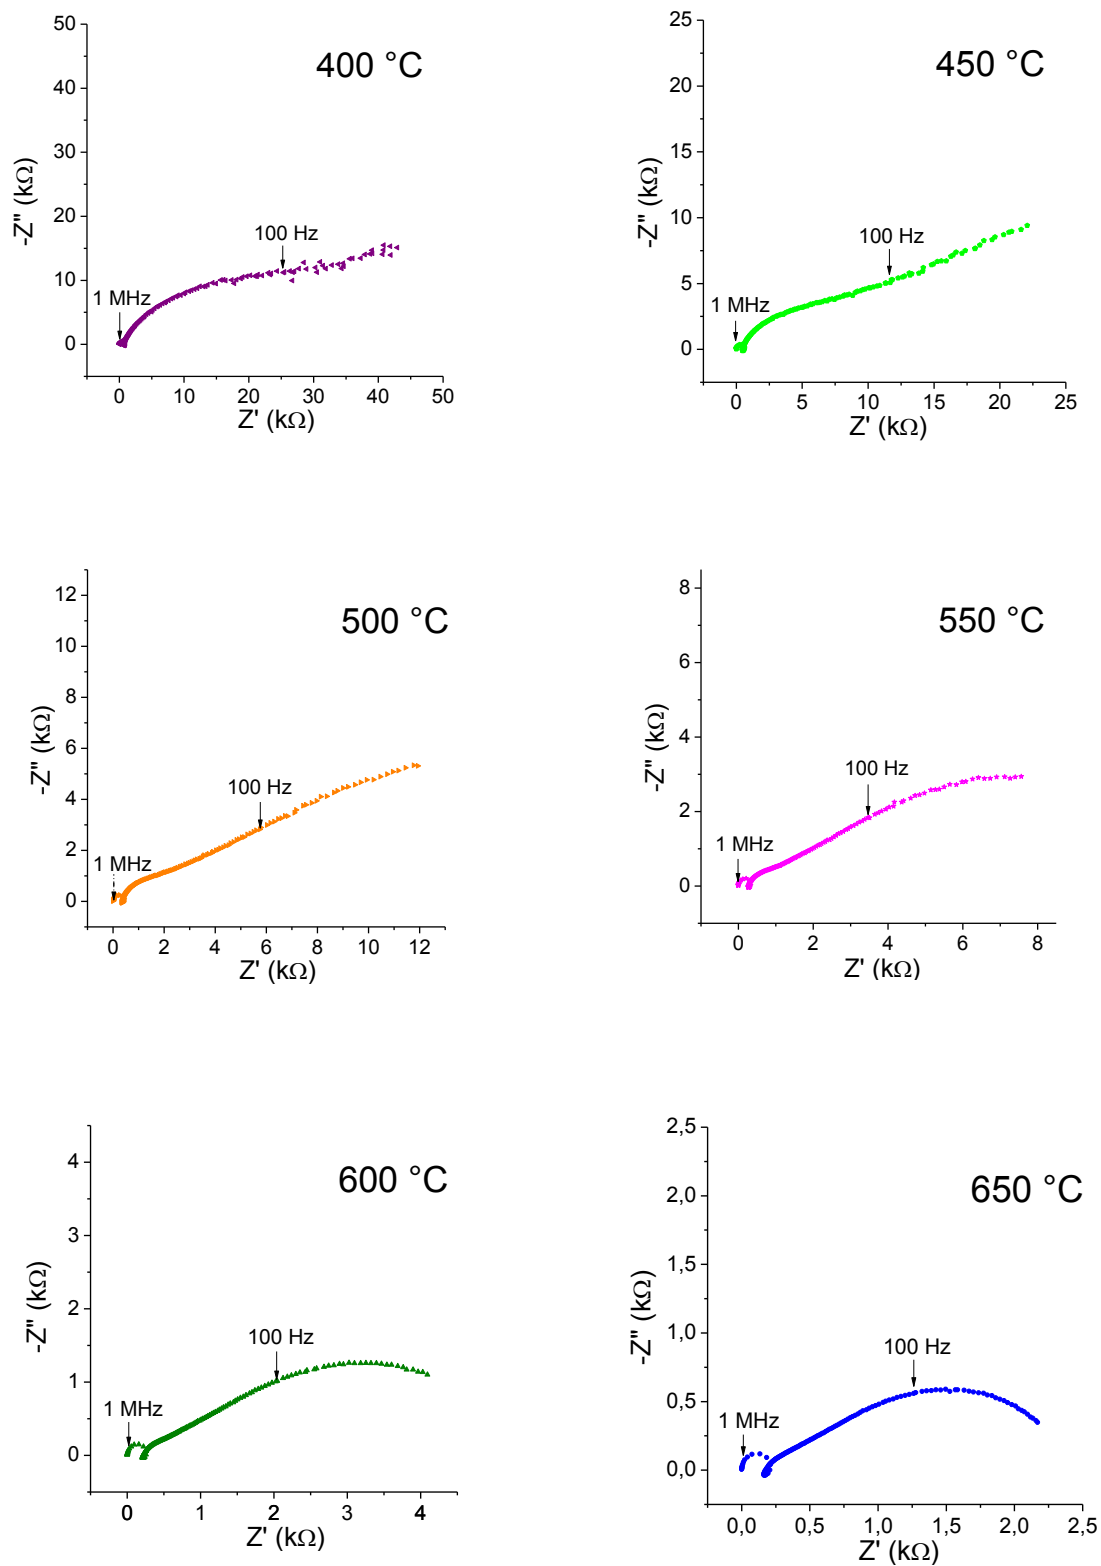 400 °C
50
40
30
20
10
0
-Z'' (kΩ)
100 Hz
1 MHz
0 10 20 30 40 50
Z' (kΩ)
450 °C
25
20
15
10
5
0
-Z'' (kΩ)
100 Hz
1 MHz
0 5 10 15 20 25
Z' (kΩ)
500 °C
12
10
8
6
4
2
0
-Z'' (kΩ)
100 Hz
1 MHz
0 2 4 6 8 10 12
Z' (kΩ)
550 °C
8
6
4
2
0
-Z'' (kΩ)
100 Hz
1 MHz
0 2 4 6 8
Z' (kΩ)
600 °C
4
3
2
1
0
-Z'' (kΩ)
100 Hz
1 MHz
0 1 2 3 4
Z' (kΩ)
650 °C
2,5
2,0
1,5
1,0
0,5
0,0
-Z'' (kΩ)
100 Hz
1 MHz
0,0 0,5 1,0 1,5 2,0 2,5
Z' (kΩ)